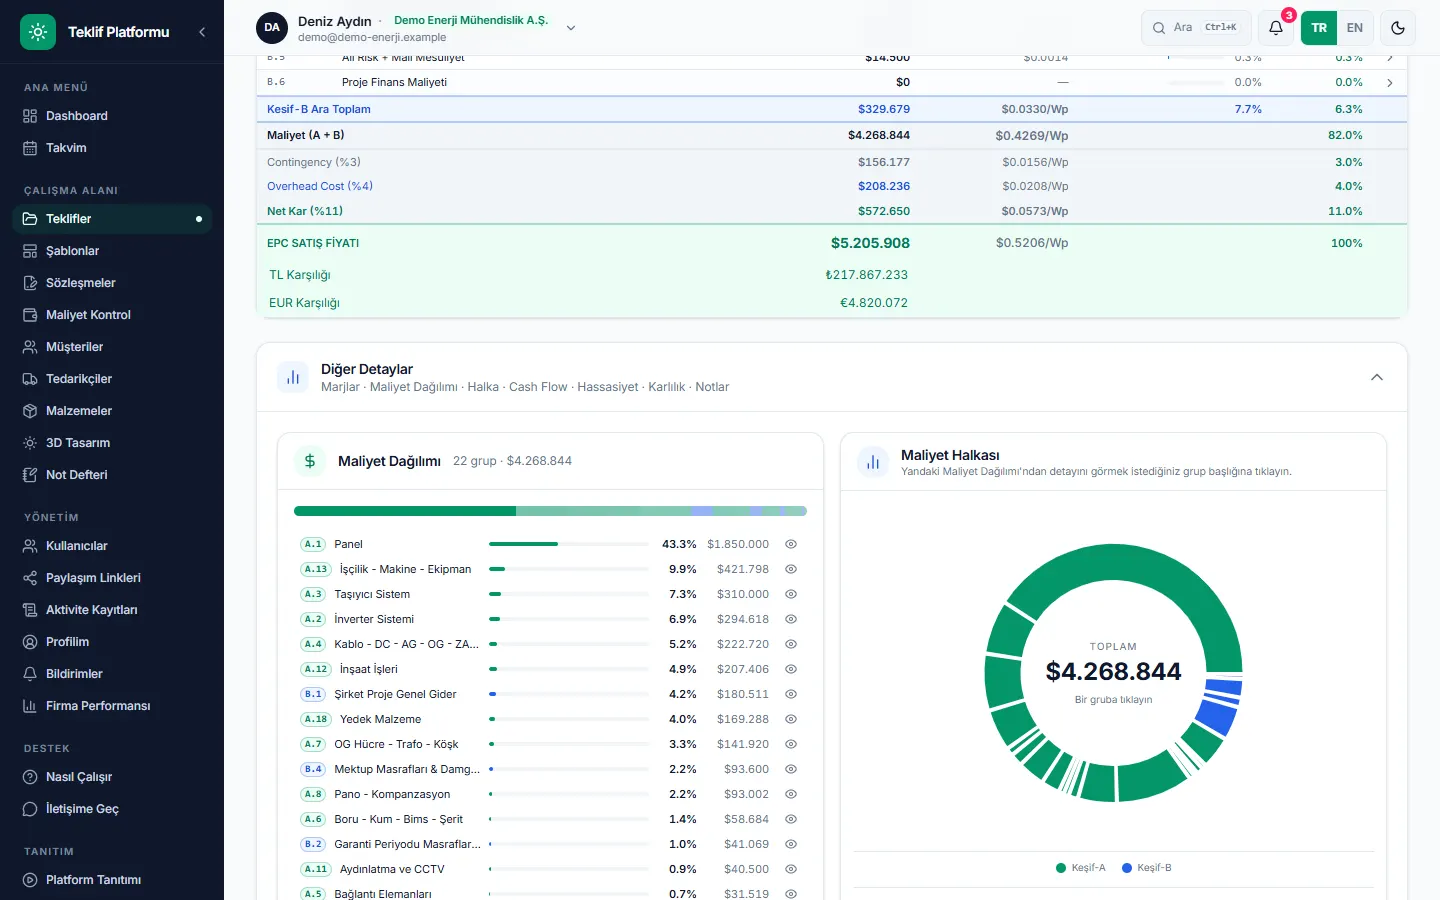 Teklif Platformu
ANA MENÜ
Dashboard
Takvim
ÇALIŞMA ALANI
Teklifler
Şablonlar
Sözleşmeler
Maliyet Kontrol
Müşteriler
Tedarikçiler
Malzemeler
3D Tasarım
Not Defteri
YÖNETİM
Kullanıcılar
Paylaşım Linkleri
Aktivite Kayıtları
Profilim
Bildirimler
Firma Performansı
DESTEK
Nasıl Çalışır
İletişime Geç
TANITIM
Platform Tanıtımı
DA
Deniz Aydın · Demo Enerji Mühendislik A.Ş.
demo@demo-enerji.example
Ara Ctrl+K
3
TR EN
B.5 All Risk + Mali Mesuliyet $14.500 $0.0014 0.3% 0.3%
B.6 Proje Finans Maliyeti $0 — 0.0% 0.0%
Kesif-B Ara Toplam $329.679 $0.0330/Wp 7.7% 6.3%
Maliyet (A + B) $4.268.844 $0.4269/Wp 82.0%
Contingency (%3) $156.177 $0.0156/Wp 3.0%
Overhead Cost (%4) $208.236 $0.0208/Wp 4.0%
Net Kar (%11) $572.650 $0.0573/Wp 11.0%
EPC SATIŞ FİYATI $5.205.908 $0.5206/Wp 100%
TL Karşılığı ₺217.867.233
EUR Karşılığı €4.820.072
Diğer Detaylar
Marjlar · Maliyet Dağılımı · Halka · Cash Flow · Hassasiyet · Karlılık · Notlar
$ Maliyet Dağılımı 22 grup · $4.268.844
A.1 Panel 43.3% $1.850.000
A.13 İşçilik - Makine - Ekipman 9.9% $421.798
A.3 Taşıyıcı Sistem 7.3% $310.000
A.2 İnverter Sistemi 6.9% $294.618
A.4 Kablo - DC - AG - OG - ZA... 5.2% $222.720
A.12 İnşaat İşleri 4.9% $207.406
B.1 Şirket Proje Genel Gider 4.2% $180.511
A.18 Yedek Malzeme 4.0% $169.288
A.7 OG Hücre - Trafo - Köşk 3.3% $141.920
B.4 Mektup Masrafları & Damg... 2.2% $93.600
A.8 Pano - Kompanzasyon 2.2% $93.002
A.6 Boru - Kum - Bims - Şerit 1.4% $58.684
B.2 Garanti Periyodu Masraflar... 1.0% $41.069
A.11 Aydınlatma ve CCTV 0.9% $40.500
A.5 Bağlantı Elemanları 0.7% $31.519
Maliyet Halkası
Yandaki Maliyet Dağılımı'ndan detayını görmek istediğiniz grup başlığına tıklayın.
TOPLAM
$4.268.844
Bir gruba tıklayın
Keşif-A Keşif-B